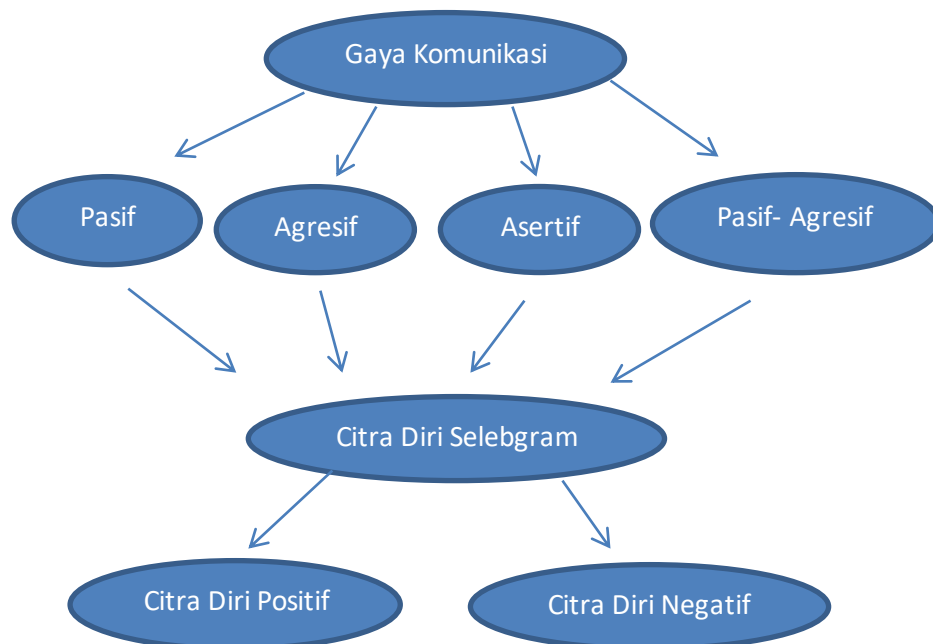 Gaya Komunikasi
Pasif
Agresif
Asertif
Pasif- Agresif
Citra Diri Selebgram
Citra Diri Positif
Citra Diri Negatif